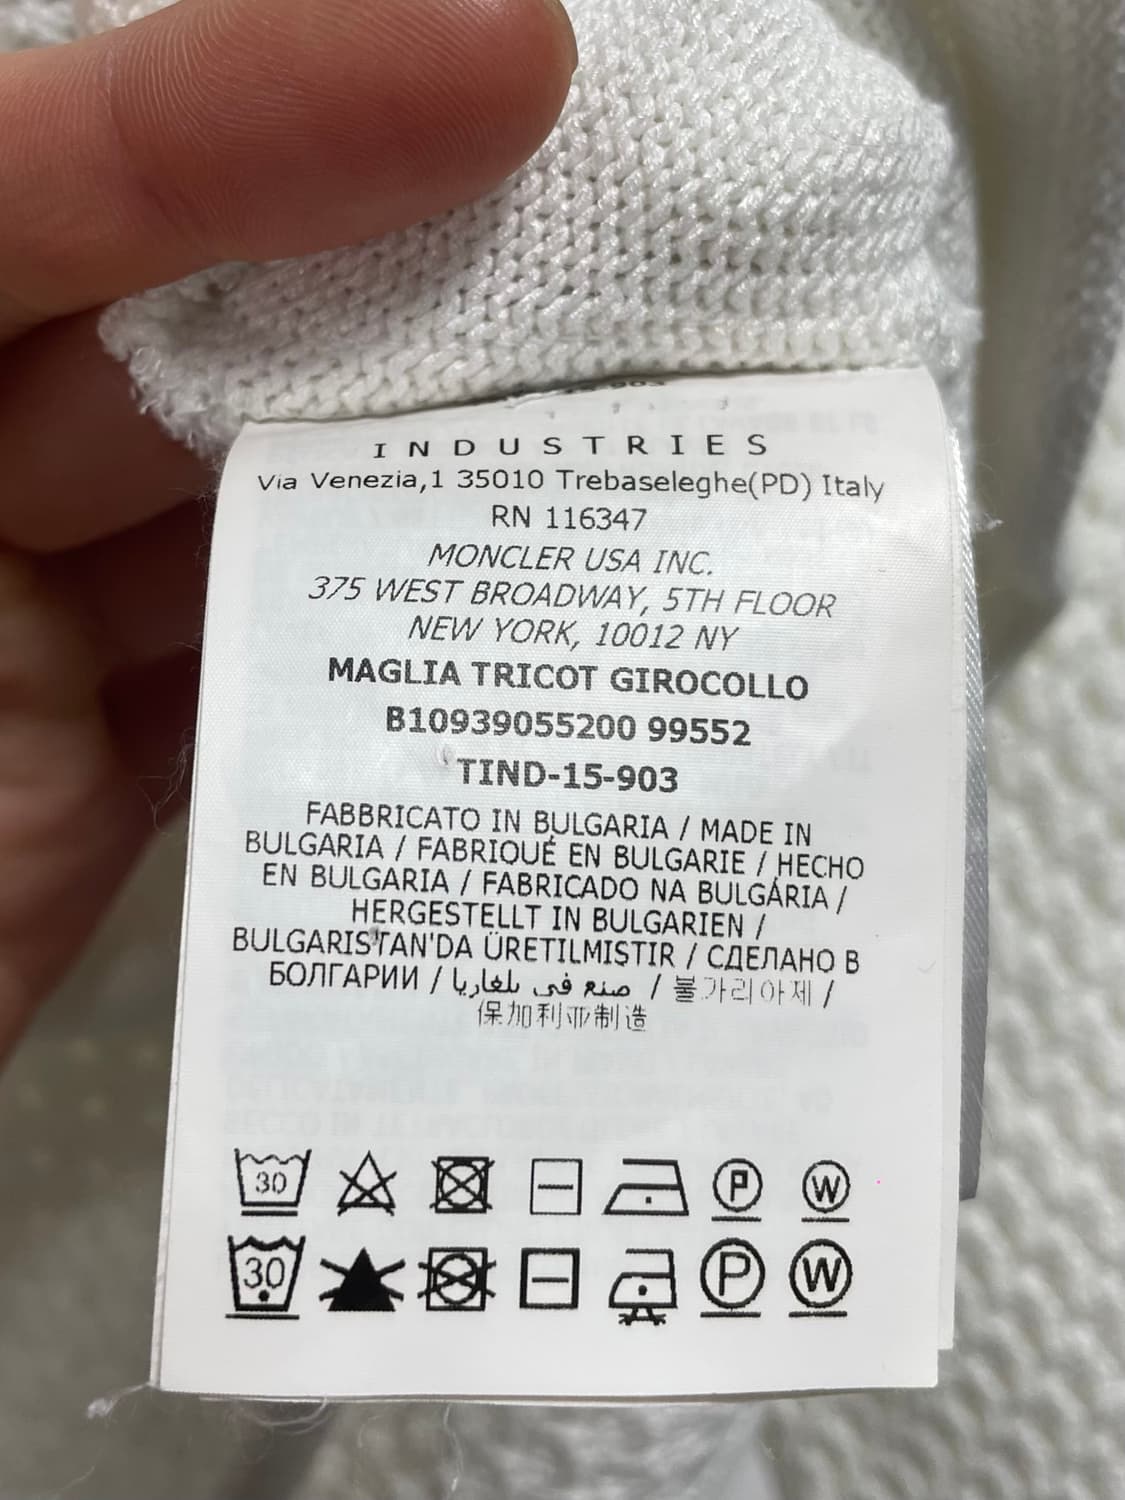 15-903
INDUSTRIES
Via Venezia,1 35010 Trebaseleghe(PD) Italy
RN 116347
MONCLER USA INC.
375 WEST BROADWAY, 5TH FLOOR
NEW YORK, 10012 NY
MAGLIA TRICOT GIROCOLLO
B10939055200 99552
TIND-15-903
FABBRICATO IN BULGARIA / MADE IN
BULGARIA / FABRIQUÉ EN BULGARIE / HECHO
EN BULGARIA / FABRICADO NA BULGÁRIA /
HERGESTELLT IN BULGARIEN /
BULGARISTAN'DA ÜRETILMIŞTIR / СДЕЛАНО В
БОЛГАРИИ / صنع في بلغاريا / 불가리아제 /
保加利亚制造
30 P W
30 P W